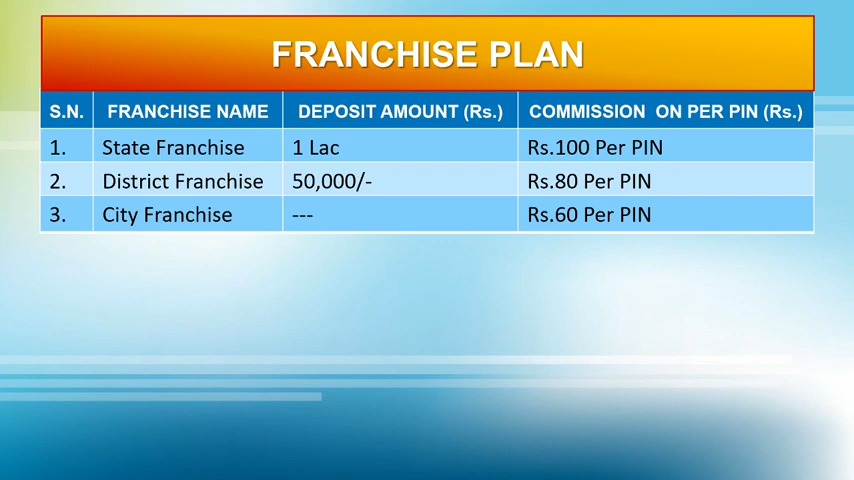 FRANCHISE PLAN
S.N. FRANCHISE NAME DEPOSIT AMOUNT (Rs.) COMMISSION ON PER PIN (Rs.)
1. State Franchise 1 Lac Rs.100 Per PIN
2. District Franchise 50,000/- Rs.80 Per PIN
3. City Franchise --- Rs.60 Per PIN